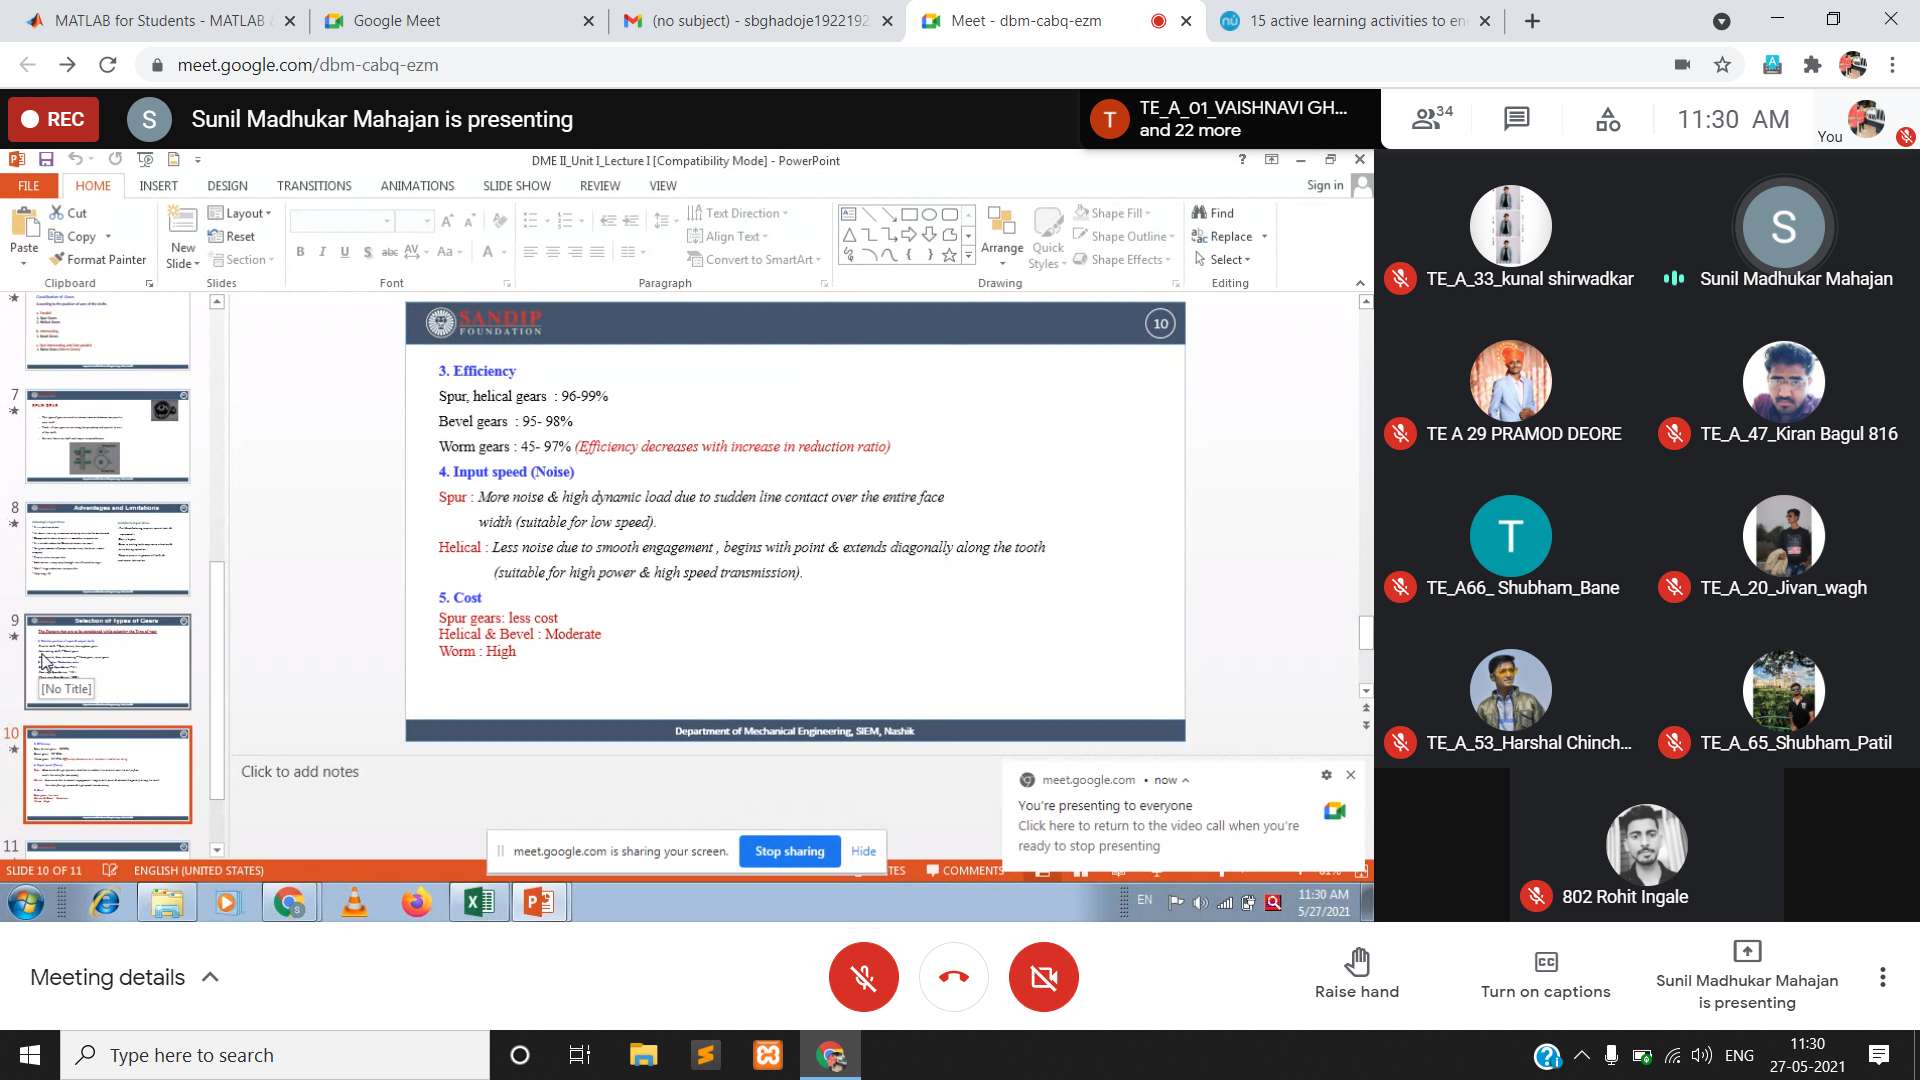 MATLAB for Students - MATLAB &
Google Meet
(no subject) - sbghadoje1922192
Meet - dbm-cabq-ezm
15 active learning activities to en
meet.google.com/dbm-cabq-ezm
REC
S
Sunil Madhukar Mahajan is presenting
T
TE_A_01_VAISHNAVI GH...
and 22 more
34
11:30 AM
You
DME II_Unit I_Lecture I [Compatibility Mode] - PowerPoint
FILE
HOME
INSERT
DESIGN
TRANSITIONS
ANIMATIONS
SLIDE SHOW
REVIEW
VIEW
Sign in
Paste
Cut
Copy
Format Painter
Clipboard
New Slide
Layout
Reset
Section
Slides
Font
Text Direction
Align Text
Convert to SmartArt
Paragraph
Arrange
Quick Styles
Shape Fill
Shape Outline
Shape Effects
Drawing
Find
Replace
Select
Editing
7
8
Advantages and Limitations
9
Selection of Types of Gears
[No Title]
10
11
SANDIP
FOUNDATION
10
3. Efficiency
Spur, helical gears : 96-99%
Bevel gears : 95- 98%
Worm gears : 45- 97% (Efficiency decreases with increase in reduction ratio)
4. Input speed (Noise)
Spur : More noise & high dynamic load due to sudden line contact over the entire face
width (suitable for low speed).
Helical : Less noise due to smooth engagement , begins with point & extends diagonally along the tooth
(suitable for high power & high speed transmission).
5. Cost
Spur gears: less cost
Helical & Bevel : Moderate
Worm : High
Department of Mechanical Engineering, SIEM, Nashik
Click to add notes
meet.google.com • now
You're presenting to everyone
Click here to return to the video call when you're
ready to stop presenting
meet.google.com is sharing your screen.
Stop sharing
Hide
SLIDE 10 OF 11
ENGLISH (UNITED STATES)
COMMENTS
EN
11:30 AM
5/27/2021
TE_A_33_kunal shirwadkar
S
Sunil Madhukar Mahajan
TE A 29 PRAMOD DEORE
TE_A_47_Kiran Bagul 816
T
TE_A66_ Shubham_Bane
TE_A_20_Jivan_wagh
TE_A_53_Harshal Chinch...
TE_A_65_Shubham_Patil
802 Rohit Ingale
Meeting details
Raise hand
Turn on captions
Sunil Madhukar Mahajan
is presenting
Type here to search
ENG
11:30
27-05-2021